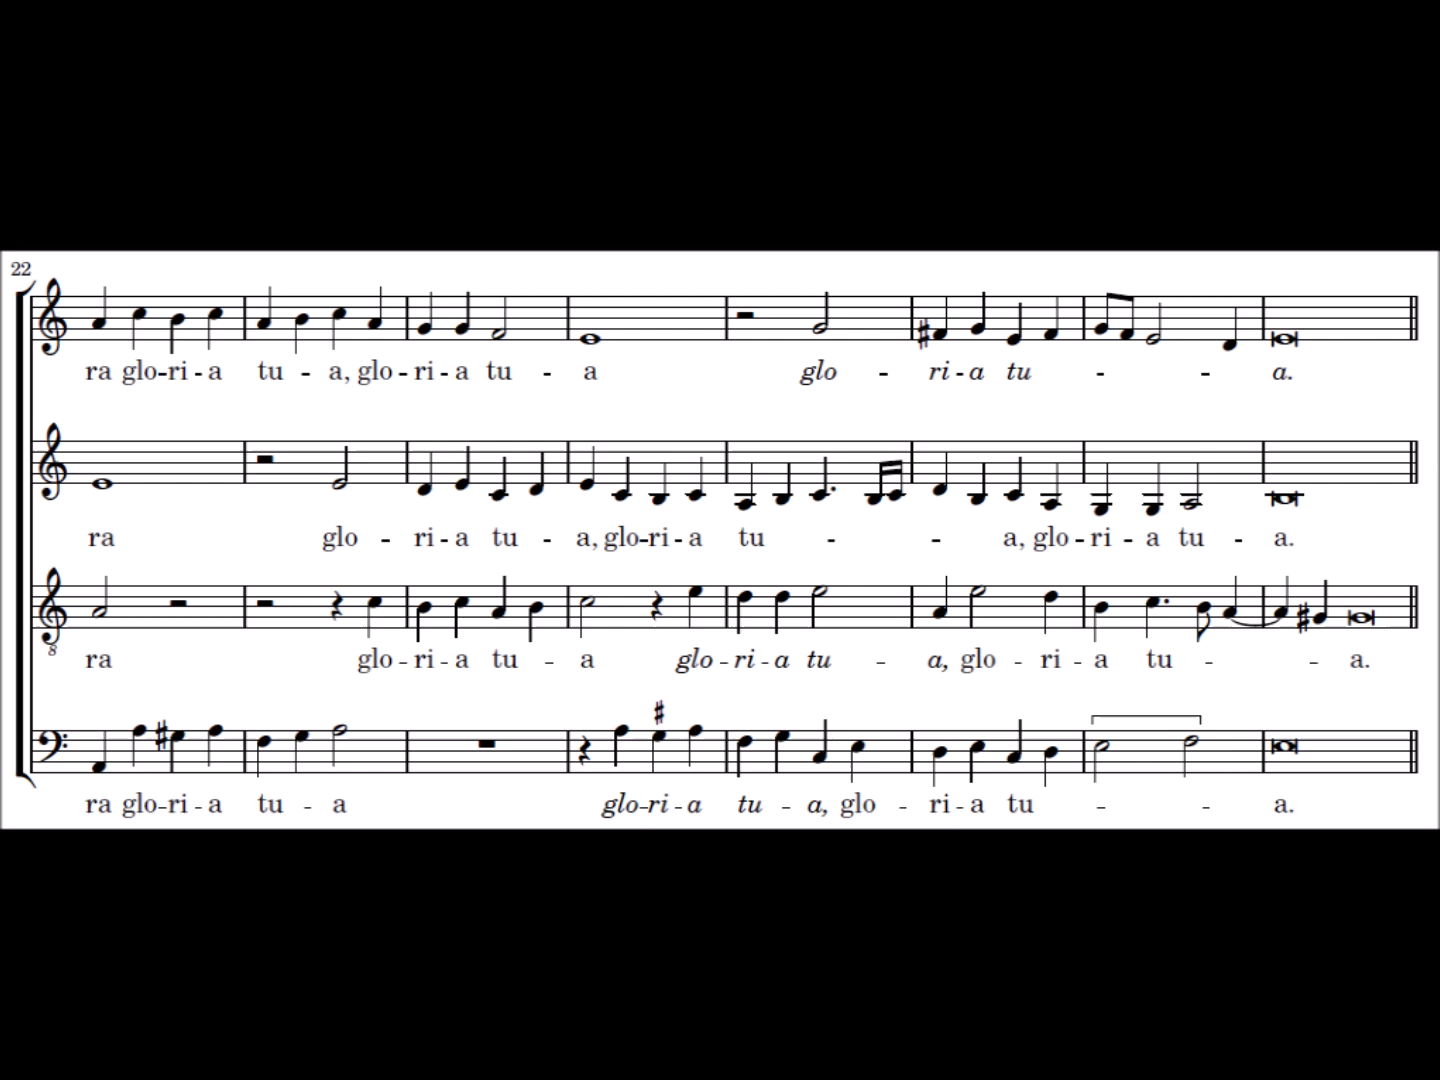 22
ra glo-ri-a tu - a, glo-ri-a tu - a glo - ri-a tu - - a.
ra glo - ri-a tu - a, glo-ri-a tu - - a, glo-ri - a tu - a.
8
ra glo-ri-a tu - a glo-ri-a tu - a, glo - ri - a tu - - a.
ra glo-ri-a tu - a glo-ri-a tu - a, glo - ri-a tu - - a.